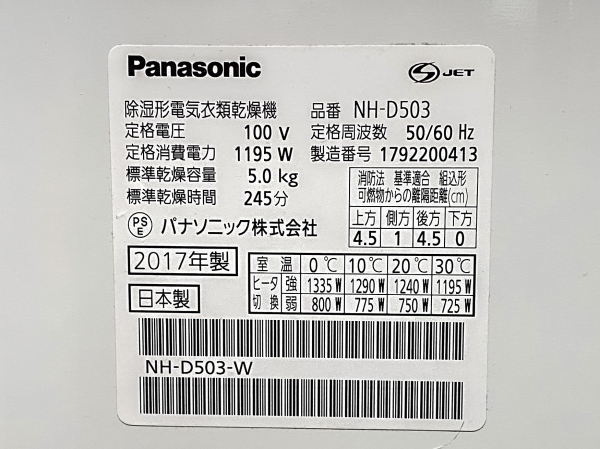 Panasonic
S JET
除湿形電気衣類乾燥機 品番 NH-D503
定格電圧 100 V 定格周波数 50/60 Hz
定格消費電力 1195 W 製造番号 1792200413
標準乾燥容量 5.0 kg
標準乾燥時間 245分
消防法 基準適合 組込形
可燃物からの離隔距離(cm)
上方 側方 後方 下方
4.5 1 4.5 0
PSE パナソニック株式会社
2017年製
日本製
室温 0℃ 10℃ 20℃ 30℃
ヒータ 強 1335 W 1290 W 1240 W 1195 W
切換 弱 800 W 775 W 750 W 725 W
NH-D503-W